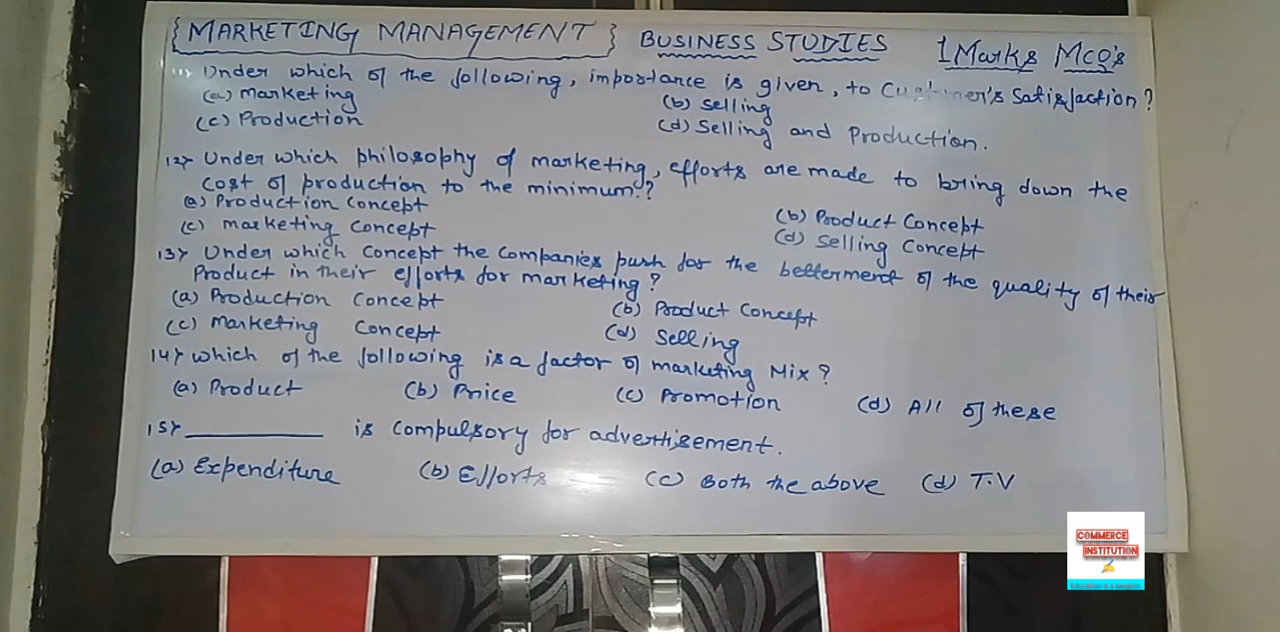 {MARKETING MANAGEMENT} BUSINESS STUDIES 1 Marks MCQ's
11) Under which of the following, importance is given, to Customer's Satisfaction?
(a) Marketing (b) Selling
(c) Production (d) Selling and Production.
12) Under which philosophy of marketing, efforts are made to bring down the
cost of production to the minimum?
(a) Production Concept (b) Product Concept
(c) marketing Concept (d) Selling Concept
13) Under which Concept the Companies push for the betterment of the quality of their
Product in their efforts for marketing?
(a) Production Concept (b) Product Concept
(c) Marketing Concept (d) Selling
14) which of the following is a factor of marketing Mix?
(a) Product (b) Price (c) Promotion (d) All of these
15) ________ is Compulsory for advertisement.
(a) Expenditure (b) Efforts (c) Both the above (d) T.V
COMMERCE
INSTITUTION
Education is a weapon